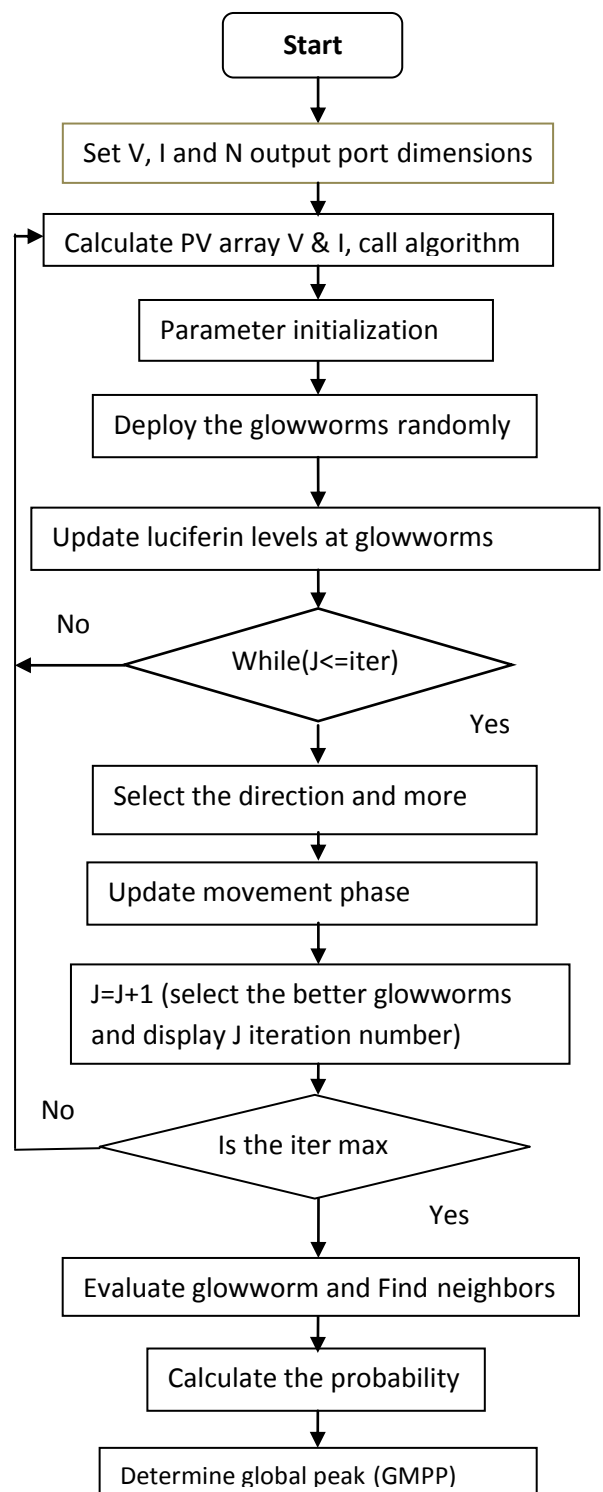 Start
Set V, I and N output port dimensions
Calculate PV array V & I, call algorithm
Parameter initialization
Deploy the glowworms randomly
Update luciferin levels at glowworms
No
While(J<=iter)
Yes
Select the direction and more
Update movement phase
J=J+1 (select the better glowworms
and display J iteration number)
No
Is the iter max
Yes
Evaluate glowworm and Find neighbors
Calculate the probability
Determine global peak (GMPP)